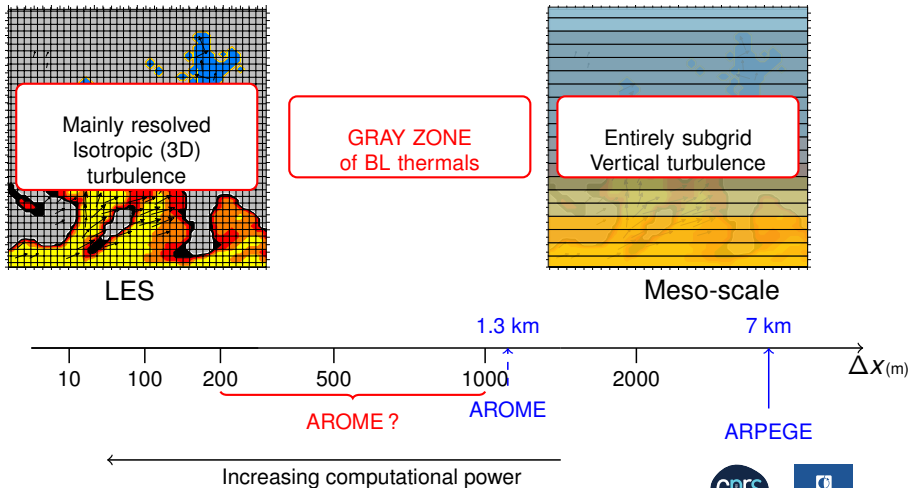 Mainly resolved
Isotropic (3D)
turbulence
GRAY ZONE
of BL thermals
Entirely subgrid
Vertical turbulence
LES
Meso-scale
1.3 km
7 km
10
100
200
500
1000
2000
Δx(m)
AROME ?
AROME
ARPEGE
Increasing computational power
cnrs